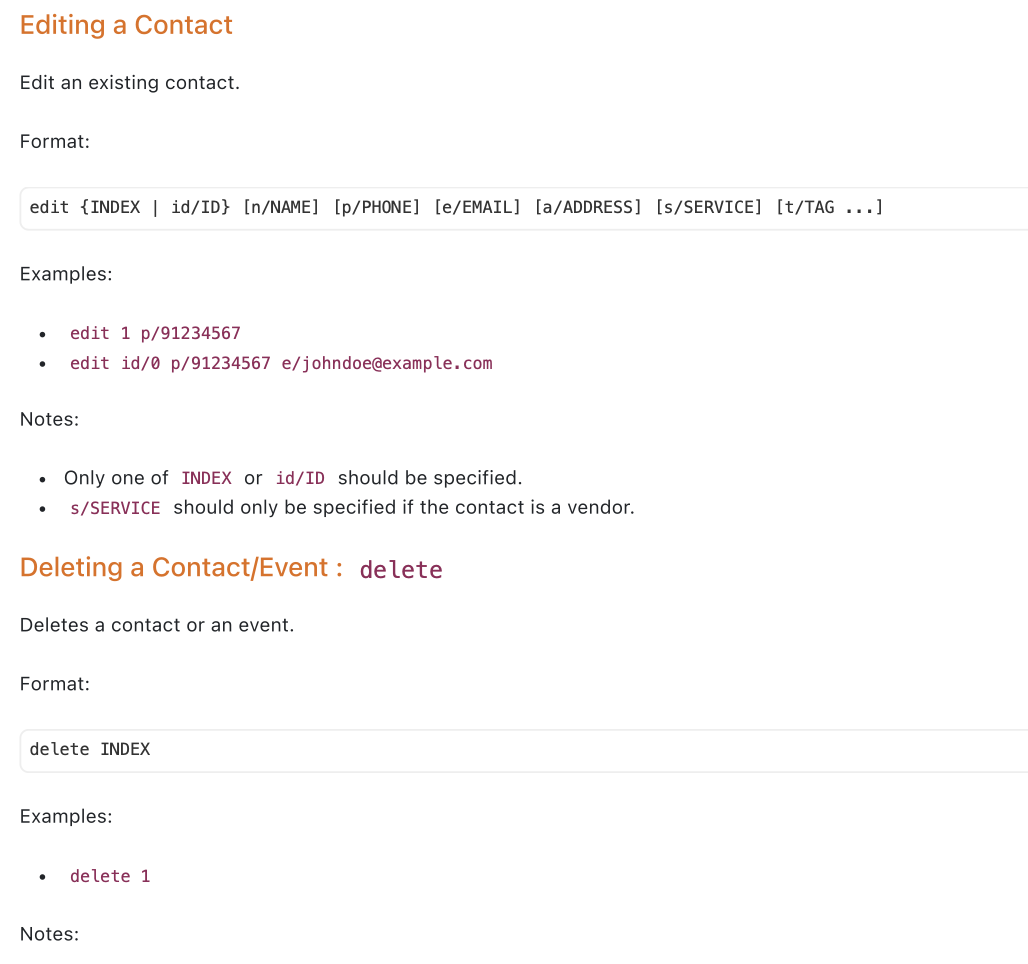 Editing a Contact
Edit an existing contact.
Format:
edit {INDEX | id/ID} [n/NAME] [p/PHONE] [e/EMAIL] [a/ADDRESS] [s/SERVICE] [t/TAG ...]
Examples:
• edit 1 p/91234567
• edit id/0 p/91234567 e/johndoe@example.com
Notes:
• Only one of INDEX or id/ID should be specified.
• s/SERVICE should only be specified if the contact is a vendor.
Deleting a Contact/Event : delete
Deletes a contact or an event.
Format:
delete INDEX
Examples:
• delete 1
Notes: